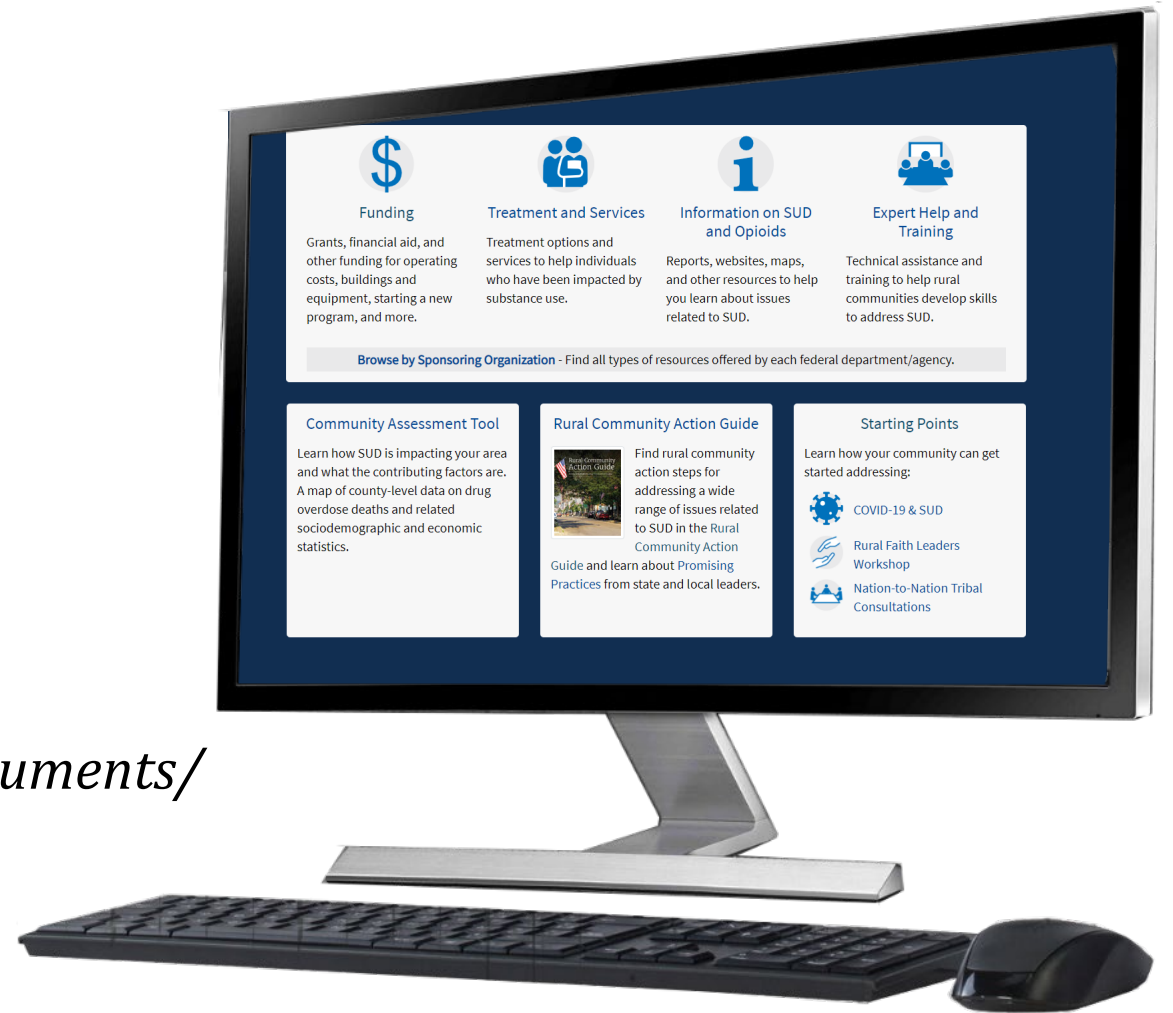 Funding
Grants, financial aid, and
other funding for operating
costs, buildings and
equipment, starting a new
program, and more.
Treatment and Services
Treatment options and
services to help individuals
who have been impacted by
substance use.
Information on SUD
and Opioids
Reports, websites, maps,
and other resources to help
you learn about issues
related to SUD.
Expert Help and
Training
Technical assistance and
training to help rural
communities develop skills
to address SUD.
Browse by Sponsoring Organization - Find all types of resources offered by each federal department/agency.
Community Assessment Tool
Learn how SUD is impacting your area
and what the contributing factors are.
A map of county-level data on drug
overdose deaths and related
sociodemographic and economic
statistics.
Rural Community Action Guide
Rural Community
Action Guide
Find rural community
action steps for
addressing a wide
range of issues related
to SUD in the Rural
Community Action
Guide and learn about Promising
Practices from state and local leaders.
Starting Points
Learn how your community can get
started addressing:
COVID-19 & SUD
Rural Faith Leaders
Workshop
Nation-to-Nation Tribal
Consultations
uments/